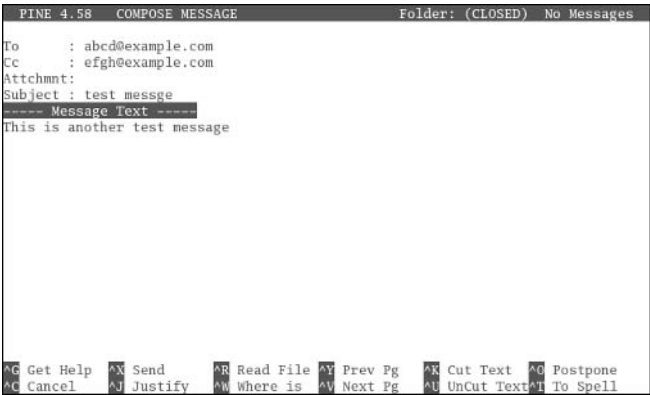 PINE 4.58 COMPOSE MESSAGE Folder: (CLOSED) No Messages
To : abcd@example.com
Cc : efgh@example.com
Attchmnt:
Subject : test messge
----- Message Text -----
This is another test message
^G Get Help ^X Send ^R Read File ^Y Prev Pg ^K Cut Text ^O Postpone
^C Cancel ^J Justify ^W Where is ^V Next Pg ^U UnCut Text ^T To Spell